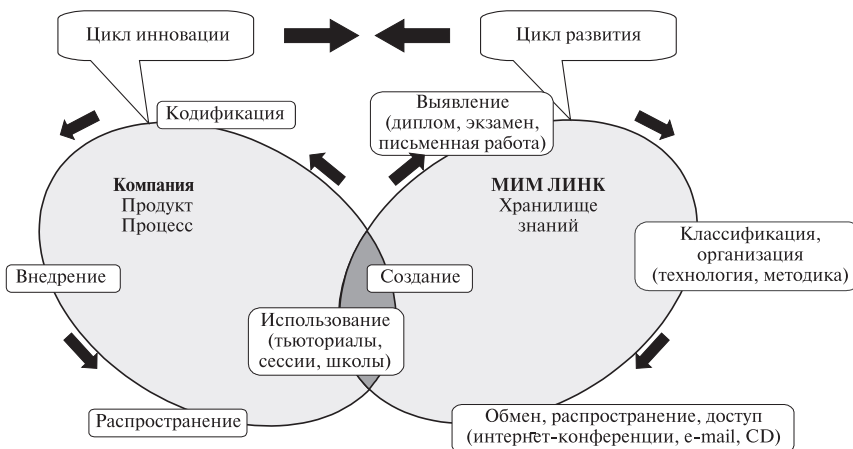 Цикл инновации
Цикл развития
Кодификация
Выявление
(диплом, экзамен,
письменная работа)
Компания
Продукт
Процесс
МИМ ЛИНК
Хранилище
знаний
Классификация,
организация
(технология, методика)
Внедрение
Создание
Использование
(тьюториалы,
сессии, школы)
Распространение
Обмен, распространение, доступ
(интернет-конференции, e-mail, CD)